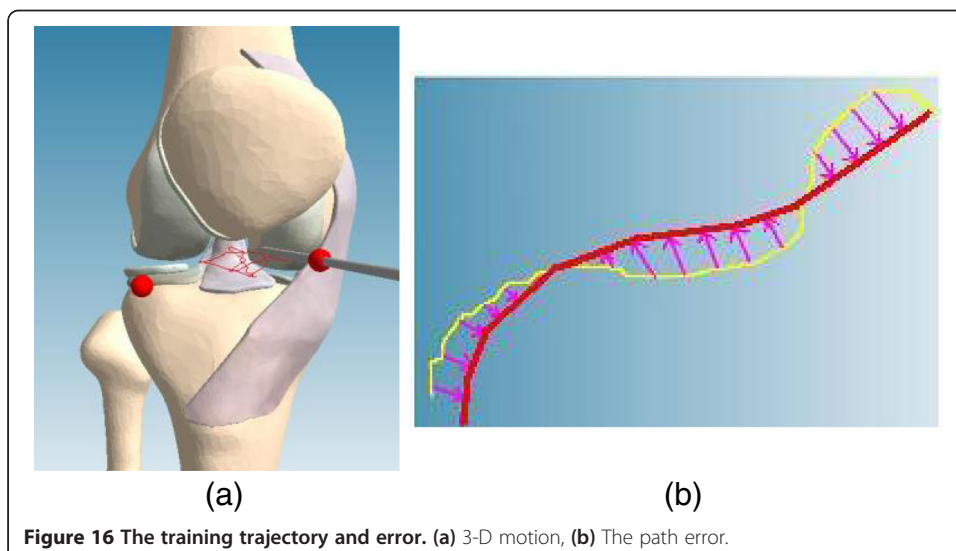 (a) (b)
Figure 16 The training trajectory and error. (a) 3-D motion, (b) The path error.